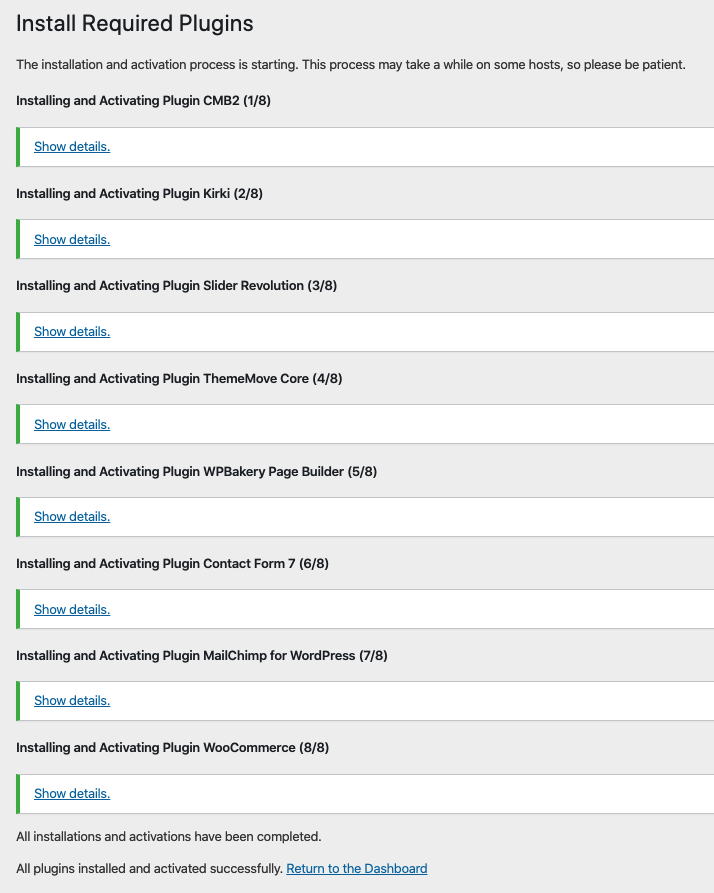 Install Required Plugins
The installation and activation process is starting. This process may take a while on some hosts, so please be patient.
Installing and Activating Plugin CMB2 (1/8)
Show details.
Installing and Activating Plugin Kirki (2/8)
Show details.
Installing and Activating Plugin Slider Revolution (3/8)
Show details.
Installing and Activating Plugin ThemeMove Core (4/8)
Show details.
Installing and Activating Plugin WPBakery Page Builder (5/8)
Show details.
Installing and Activating Plugin Contact Form 7 (6/8)
Show details.
Installing and Activating Plugin MailChimp for WordPress (7/8)
Show details.
Installing and Activating Plugin WooCommerce (8/8)
Show details.
All installations and activations have been completed.
All plugins installed and activated successfully. Return to the Dashboard